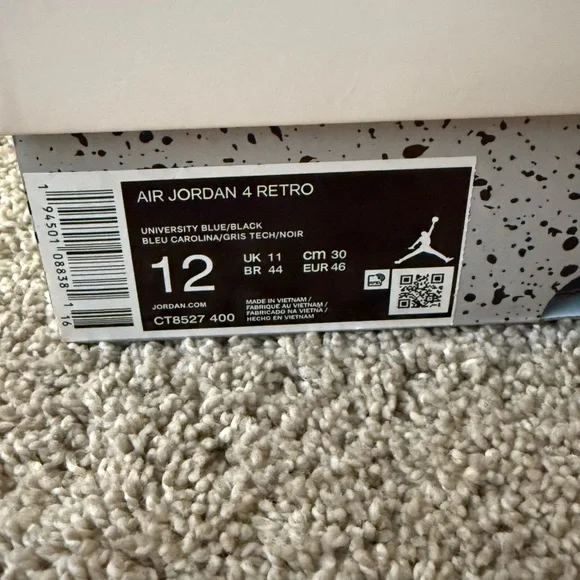 AIR JORDAN 4 RETRO
UNIVERSITY BLUE/BLACK
BLEU CAROLINA/GRIS TECH/NOIR
12
UK 11 cm 30
BR 44 EUR 46
JORDAN.COM
CT8527 400
MADE IN VIETNAM /
FABRIQUE AU VIETNAM /
FABRICADO NA VIETNA /
HECHO EN VIETNAM
1 94501 08838 1 16